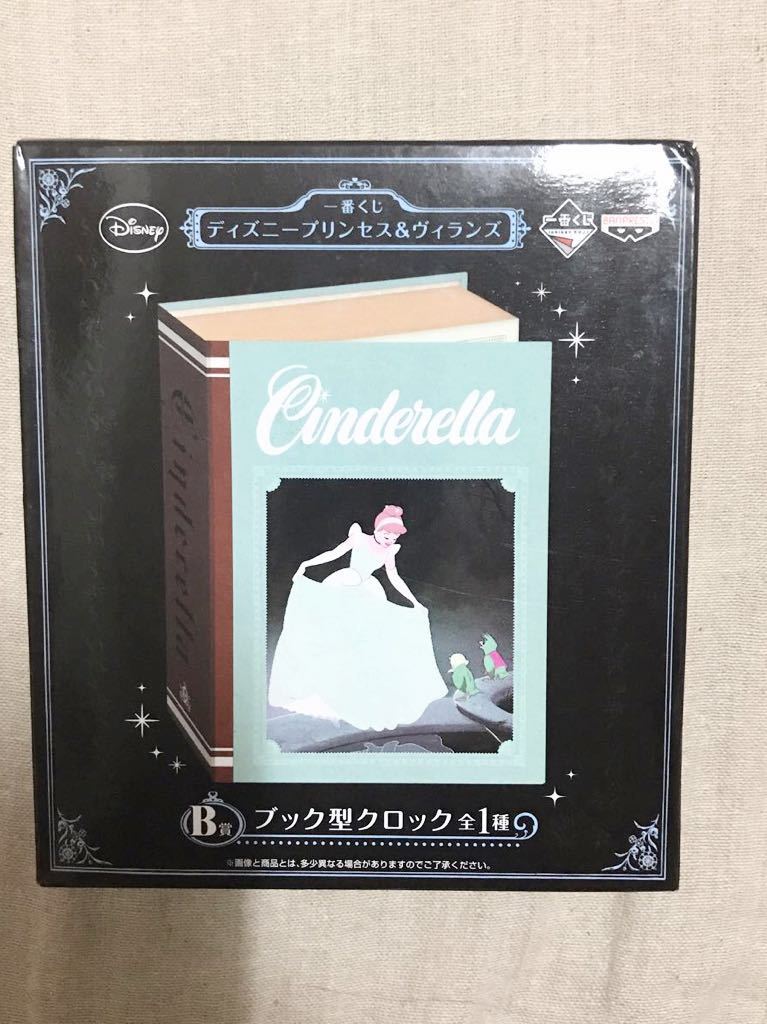 Disney
一番くじ
ディズニープリンセス&ヴィランズ
一番くじ
BANPRESTO
Cinderella
Cinderella
B賞 ブック型クロック 全1種
※画像と商品とは、多少異なる場合がありますのでご了承ください。